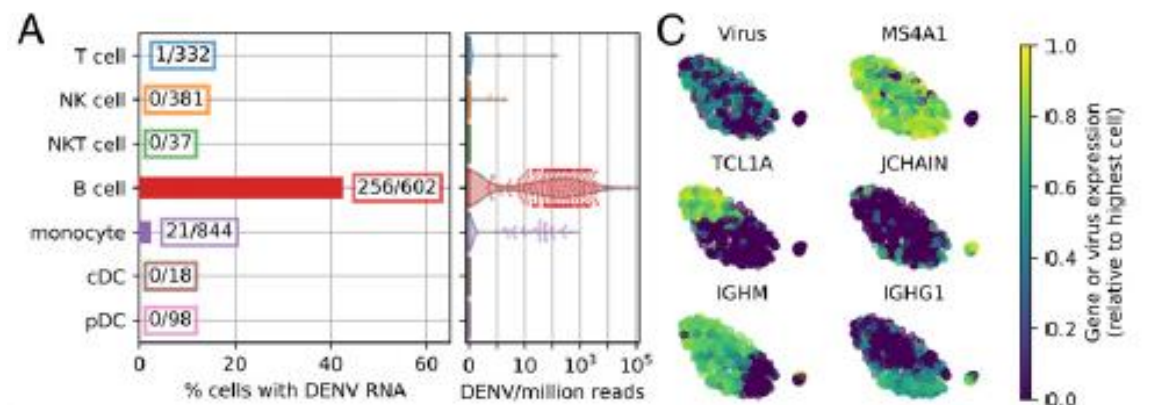 A
T cell 1/332
NK cell 0/381
NKT cell 0/37
B cell 256/602
monocyte 21/844
cDC 0/18
pDC 0/98
0 20 40 60
% cells with DENV RNA
0 10 10³ 10⁵
DENV/million reads
C
Virus MS4A1
TCL1A JCHAIN
IGHM IGHG1
1.0
0.8
0.6
0.4
0.2
0.0
Gene or virus expression
(relative to highest cell)